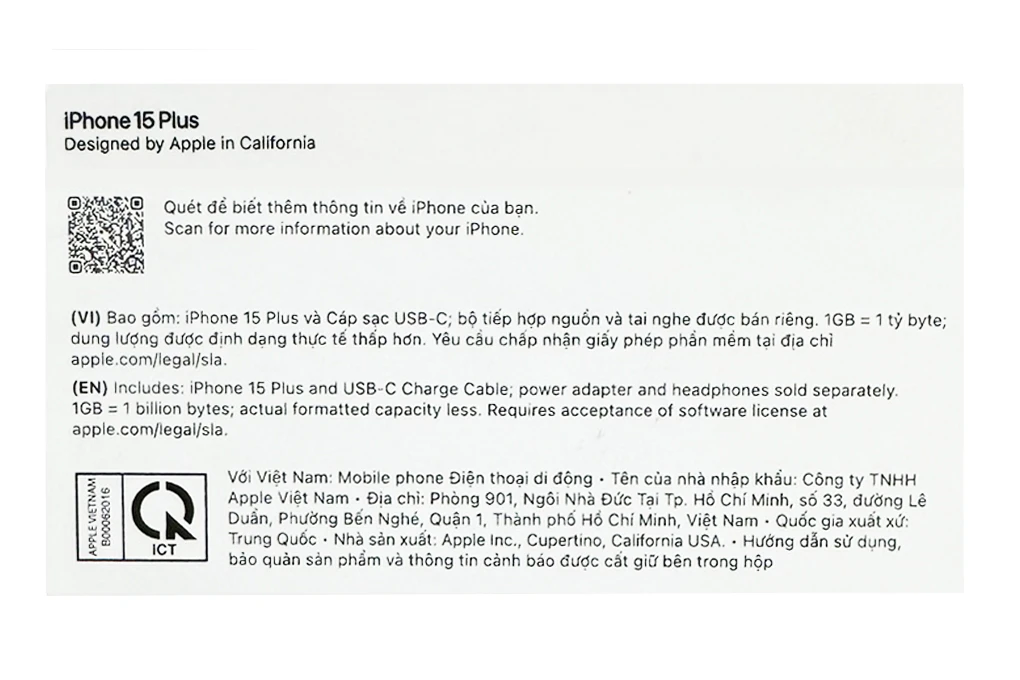 iPhone 15 Plus
Designed by Apple in California
Quét để biết thêm thông tin về iPhone của bạn.
Scan for more information about your iPhone.
(VI) Bao gồm: iPhone 15 Plus và Cáp sạc USB-C; bộ tiếp hợp nguồn và tai nghe được bán riêng. 1GB = 1 tỷ byte;
dung lượng được định dạng thực tế thấp hơn. Yêu cầu chấp nhận giấy phép phần mềm tại địa chỉ
apple.com/legal/sla.
(EN) Includes: iPhone 15 Plus and USB-C Charge Cable; power adapter and headphones sold separately.
1GB = 1 billion bytes; actual formatted capacity less. Requires acceptance of software license at
apple.com/legal/sla.
APPLE VIETNAM
B00062016
ICT
Với Việt Nam: Mobile phone Điện thoại di động · Tên của nhà nhập khẩu: Công ty TNHH
Apple Việt Nam · Địa chỉ: Phòng 901, Ngôi Nhà Đức Tại Tp. Hồ Chí Minh, số 33, đường Lê
Duẩn, Phường Bến Nghé, Quận 1, Thành phố Hồ Chí Minh, Việt Nam · Quốc gia xuất xứ:
Trung Quốc · Nhà sản xuất: Apple Inc., Cupertino, California USA. · Hướng dẫn sử dụng,
bảo quản sản phẩm và thông tin cảnh báo được cất giữ bên trong hộp